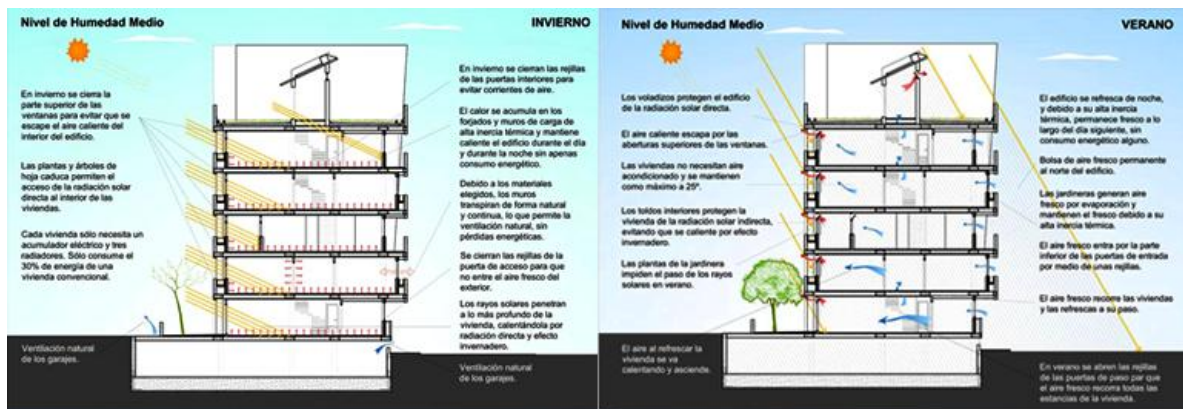 Nivel de Humedad Medio
INVIERNO
En invierno se cierra la
parte superior de las
ventanas para evitar que se
escape el aire caliente del
interior del edificio.
Las plantas y árboles de
hoja caduca permiten el
acceso de la radiación solar
directa al interior de las
viviendas.
Cada vivienda sólo necesita un
acumulador eléctrico y tres
radiadores. Sólo consume el
30% de energía de una
vivienda convencional.
Ventilación natural
de los garajes.
En invierno se cierran las rejillas
de las puertas interiores para
evitar corrientes de aire.
El calor se acumula en los
forjados y muros de carga de
alta inercia térmica y mantiene
caliente el edificio durante el día
y durante la noche sin apenas
consumo energético.
Debido a los materiales
elegidos, los muros
transpiran de forma natural
y continua, lo que permite la
ventilación natural, sin
pérdidas energéticas.
Se cierran las rejillas de la
puerta de acceso para que
no entre el aire fresco del
exterior.
Los rayos solares penetran
a lo más profundo de la
vivienda, calentándola por
radiación directa y efecto
invernadero.
Ventilación natural
de los garajes.
Nivel de Humedad Medio
VERANO
Los voladizos protegen el edificio
de la radiación solar directa.
El aire caliente escapa por las
aberturas superiores de las ventanas.
Las viviendas no necesitan aire
acondicionado y se mantienen
como máximo a 25º.
Los toldos interiores protegen la
vivienda de la radiación solar indirecta,
evitando que se caliente por efecto
invernadero.
Las plantas de la jardinera
impiden el paso de los rayos
solares en verano.
El aire al refrescar la
vivienda se va
calentando y asciende.
El edificio se refresca de noche,
y debido a su alta inercia
térmica, permanece fresco a lo
largo del día siguiente, sin
consumo energético alguno.
Bolsa de aire fresco permanente
al norte del edificio.
Las jardineras generan aire
fresco por evaporación y
mantienen el fresco debido a su
alta inercia térmica.
El aire fresco entra por la parte
inferior de las puertas de entrada
por medio de unas rejillas.
El aire fresco recorre las viviendas
y las refresca a su paso.
En verano se abren las rejillas
de las puertas de paso par que
el aire fresco recorra todas las
estancias de la vivienda.